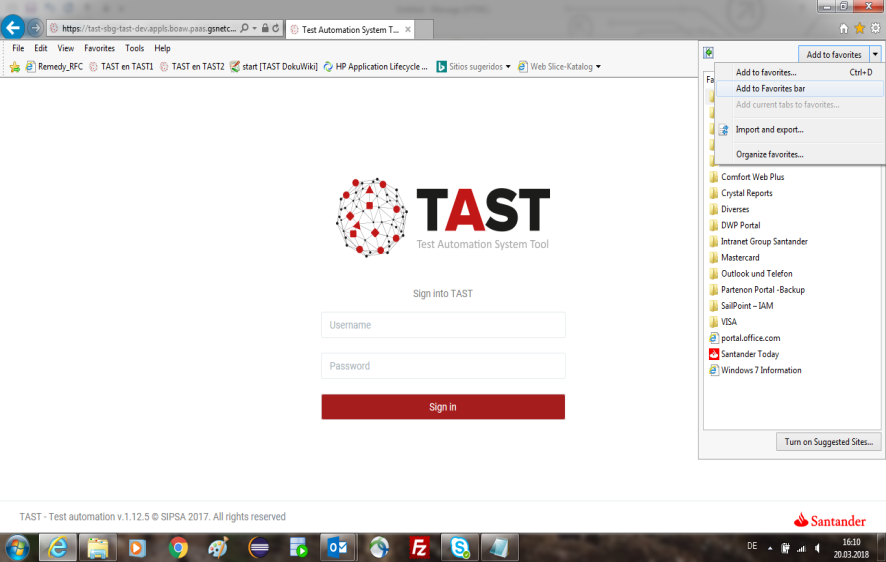 https://tast-sbg-test-dev.appls.boaw.paas.gsnetc...
Test Automation System T...
File Edit View Favorites Tools Help
Remedy_RFC TAST en TAST1 TAST en TAST2 start [TAST DokuWiki] HP Application Lifecycle ... Sitios sugeridos Web Slice-Katalog
Add to favorites
Fa
Add to favorites... Ctrl+D
Add to Favorites bar
Add current tabs to favorites...
Import and export...
Organize favorites...
Comfort Web Plus
Crystal Reports
Diverses
DWP Portal
Intranet Group Santander
Mastercard
Outlook und Telefon
Partenon Portal -Backup
SailPoint – IAM
VISA
portal.office.com
Santander Today
Windows 7 Information
Turn on Suggested Sites...
TAST
Test Automation System Tool
Sign into TAST
Username
Password
Sign in
TAST - Test automation v.1.12.5 © SIPSA 2017. All rights reserved
Santander
DE
16:10
20.03.2018